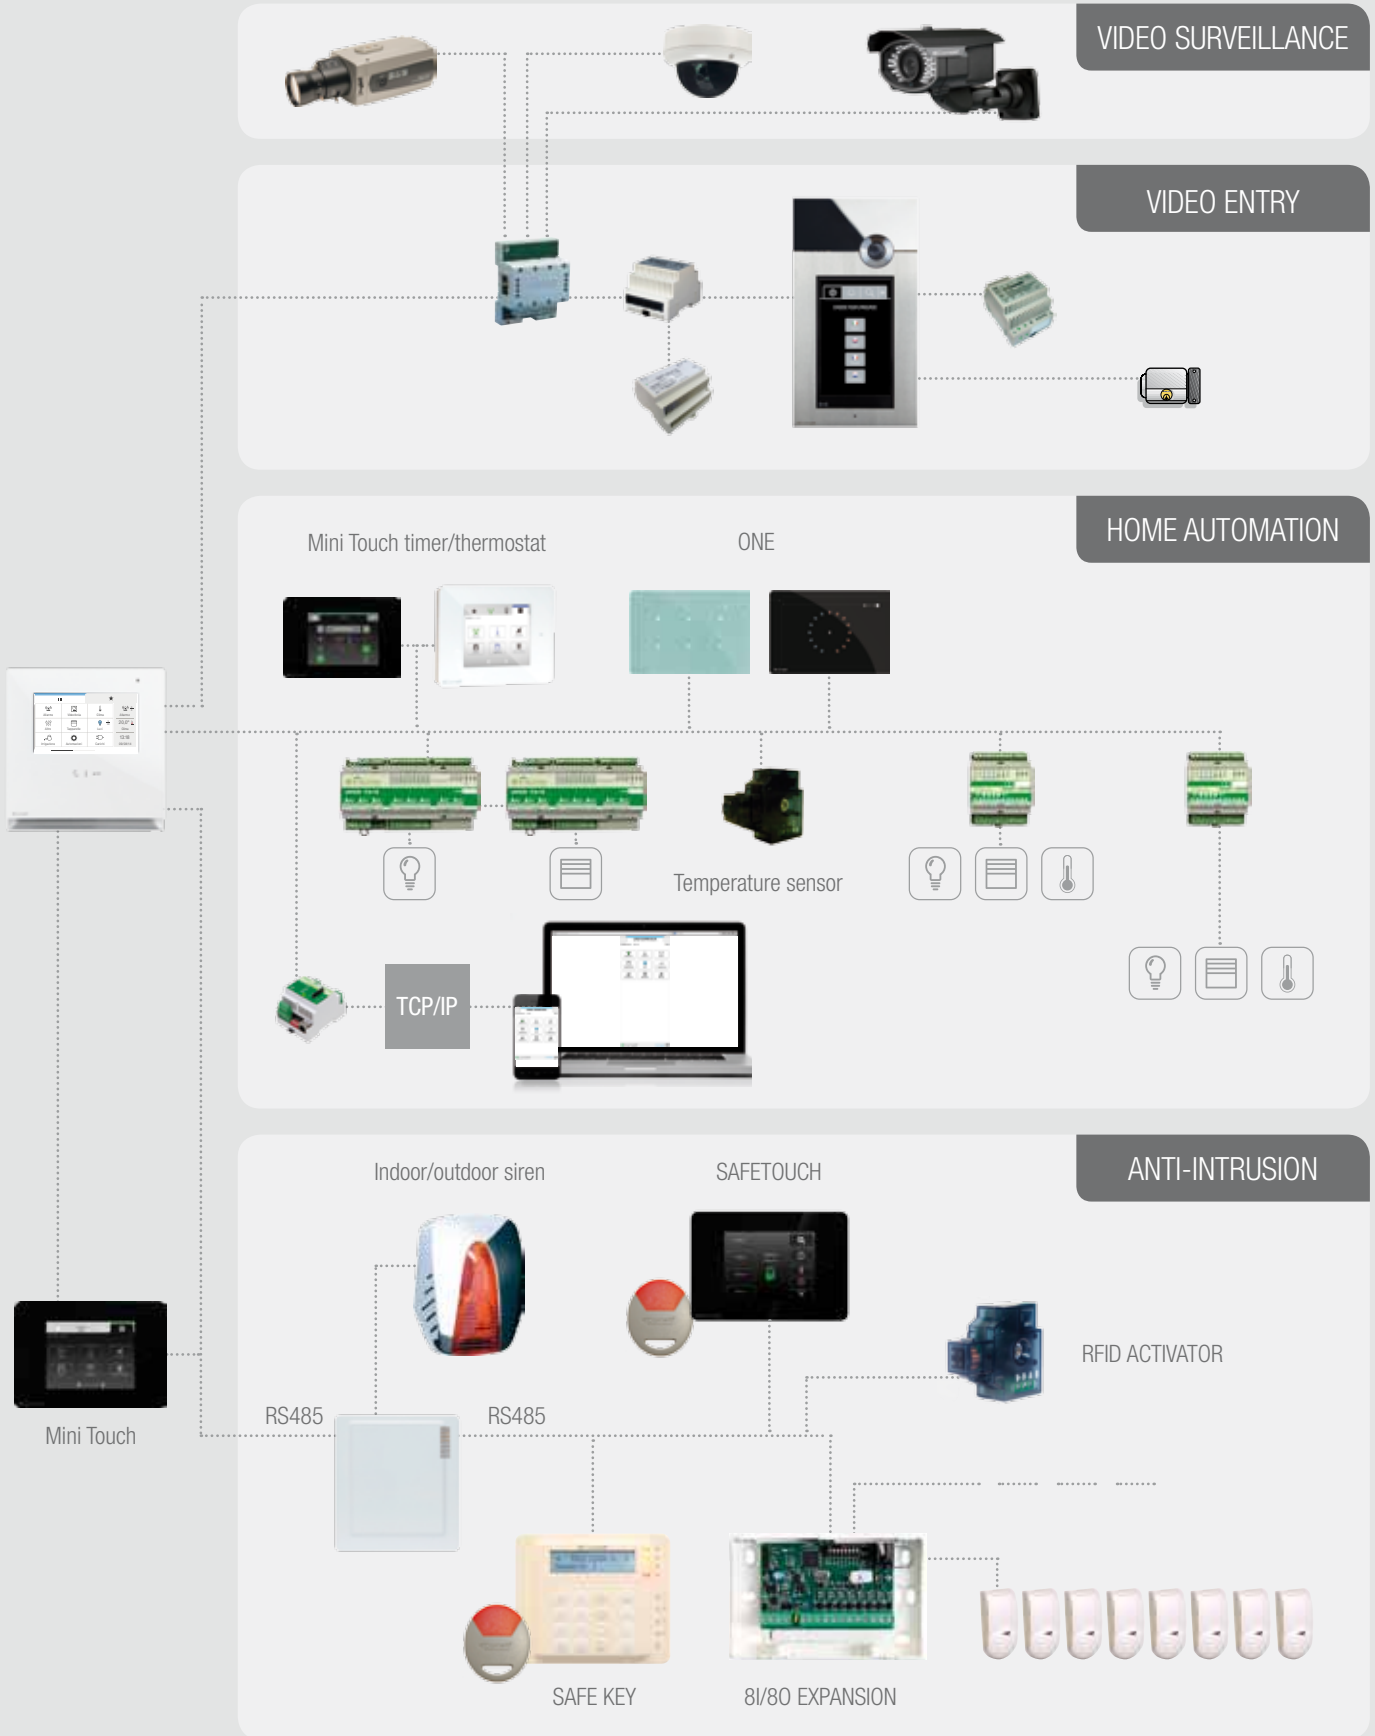 VIDEO SURVEILLANCE
VIDEO ENTRY
HOME AUTOMATION
Mini Touch timer/thermostat
ONE
Temperature sensor
TCP/IP
ANTI-INTRUSION
Indoor/outdoor siren
SAFETOUCH
RFID ACTIVATOR
RS485
RS485
Mini Touch
SAFE KEY
8I/8O EXPANSION